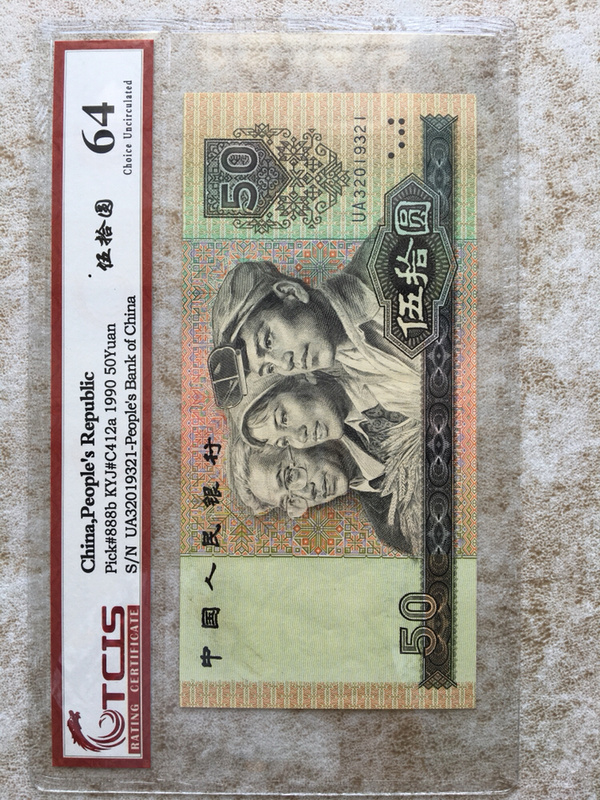 China,People's Republic
Pick#888b KYJ#C412a 1990 50Yuan
S/N UA32019321-People's Bank of China
伍拾圆
64
Choice Uncirculated
TCIS
RATING CERTIFICATE
中国人民银行
50
UA32019321
伍拾圆
50